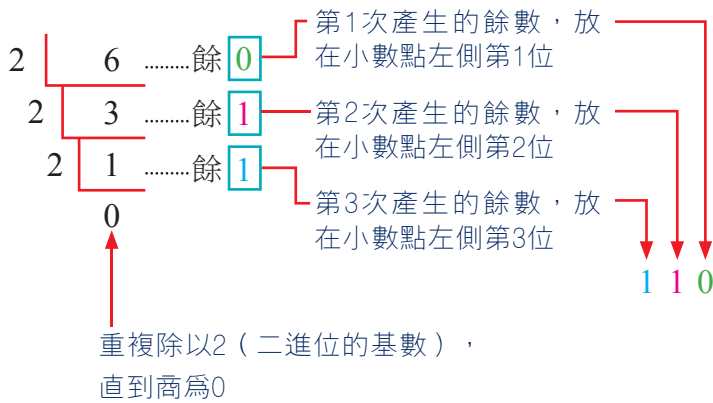 第1次產生的餘數，放
在小數點左側第1位
2 6 .........餘 0
2 3 .........餘 1
第2次產生的餘數，放
在小數點左側第2位
2 1 .........餘 1
0
第3次產生的餘數，放
在小數點左側第3位
1 1 0
重複除以2（二進位的基數），
直到商爲0